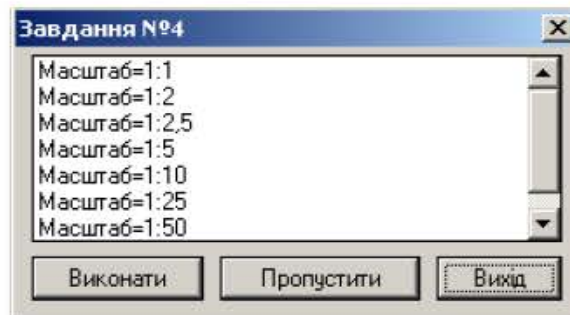 Завдання №4
Масштаб=1:1
Масштаб=1:2
Масштаб=1:2,5
Масштаб=1:5
Масштаб=1:10
Масштаб=1:25
Масштаб=1:50
Виконати Пропустити Вихід